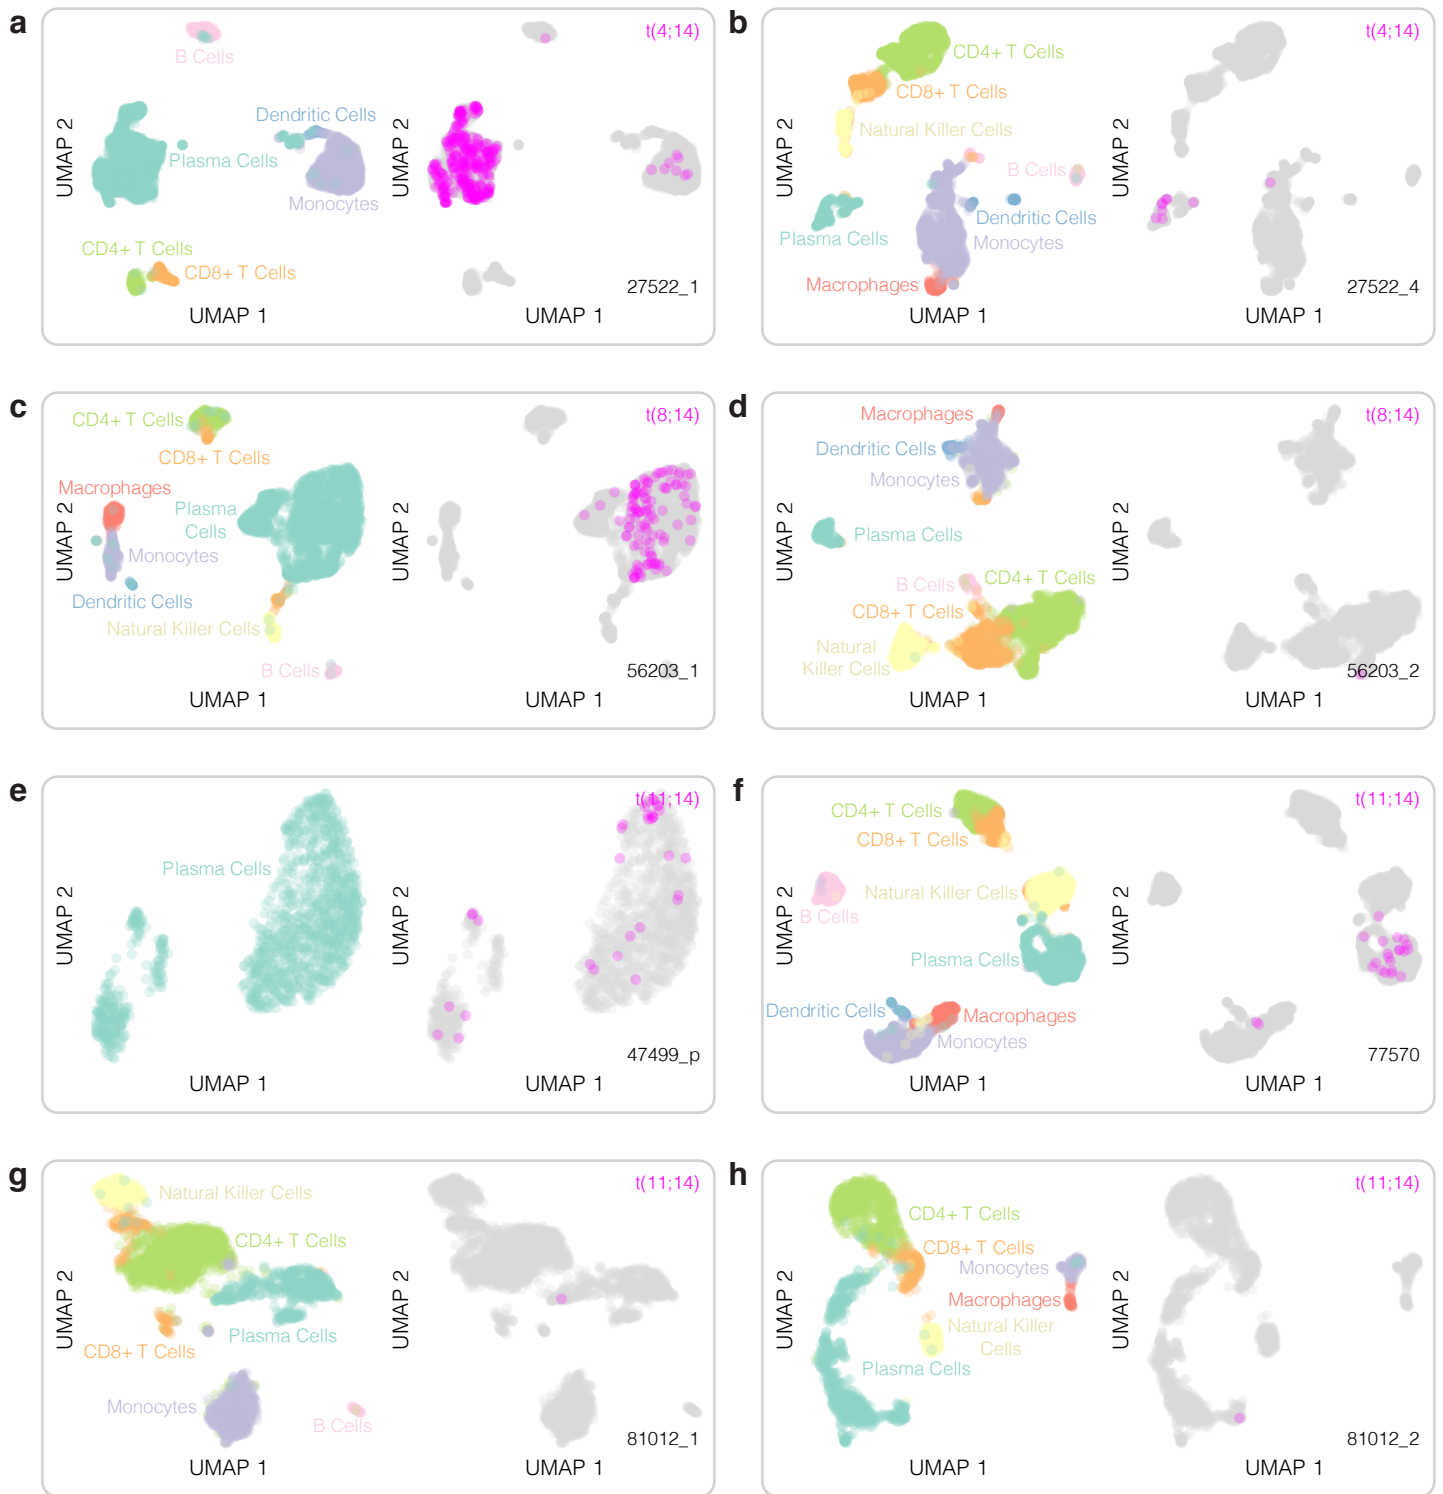 a
t(4;14)
B Cells
Dendritic Cells
Plasma Cells
Monocytes
CD4+ T Cells
CD8+ T Cells
UMAP 2
UMAP 2
27522_1
UMAP 1
UMAP 1
b
t(4;14)
CD4+ T Cells
CD8+ T Cells
Natural Killer Cells
B Cells
Dendritic Cells
Plasma Cells
Monocytes
Macrophages
UMAP 2
UMAP 2
27522_4
UMAP 1
UMAP 1
c
t(8;14)
CD4+ T Cells
CD8+ T Cells
Macrophages
Plasma
Cells
Monocytes
Dendritic Cells
Natural Killer Cells
B Cells
UMAP 2
UMAP 2
56203_1
UMAP 1
UMAP 1
d
t(8;14)
Macrophages
Dendritic Cells
Monocytes
Plasma Cells
B Cells
CD4+ T Cells
CD8+ T Cells
Natural
Killer Cells
UMAP 2
UMAP 2
56203_2
UMAP 1
UMAP 1
e
t(11;14)
Plasma Cells
UMAP 2
UMAP 2
47499_p
UMAP 1
UMAP 1
f
t(11;14)
CD4+ T Cells
CD8+ T Cells
Natural Killer Cells
B Cells
Plasma Cells
Dendritic Cells
Macrophages
Monocytes
UMAP 2
UMAP 2
77570
UMAP 1
UMAP 1
g
t(11;14)
Natural Killer Cells
CD4+ T Cells
Plasma Cells
CD8+ T Cells
Monocytes
B Cells
UMAP 2
UMAP 2
81012_1
UMAP 1
UMAP 1
h
t(11;14)
CD4+ T Cells
CD8+ T Cells
Monocytes
Macrophages
Natural Killer
Cells
Plasma Cells
UMAP 2
UMAP 2
81012_2
UMAP 1
UMAP 1